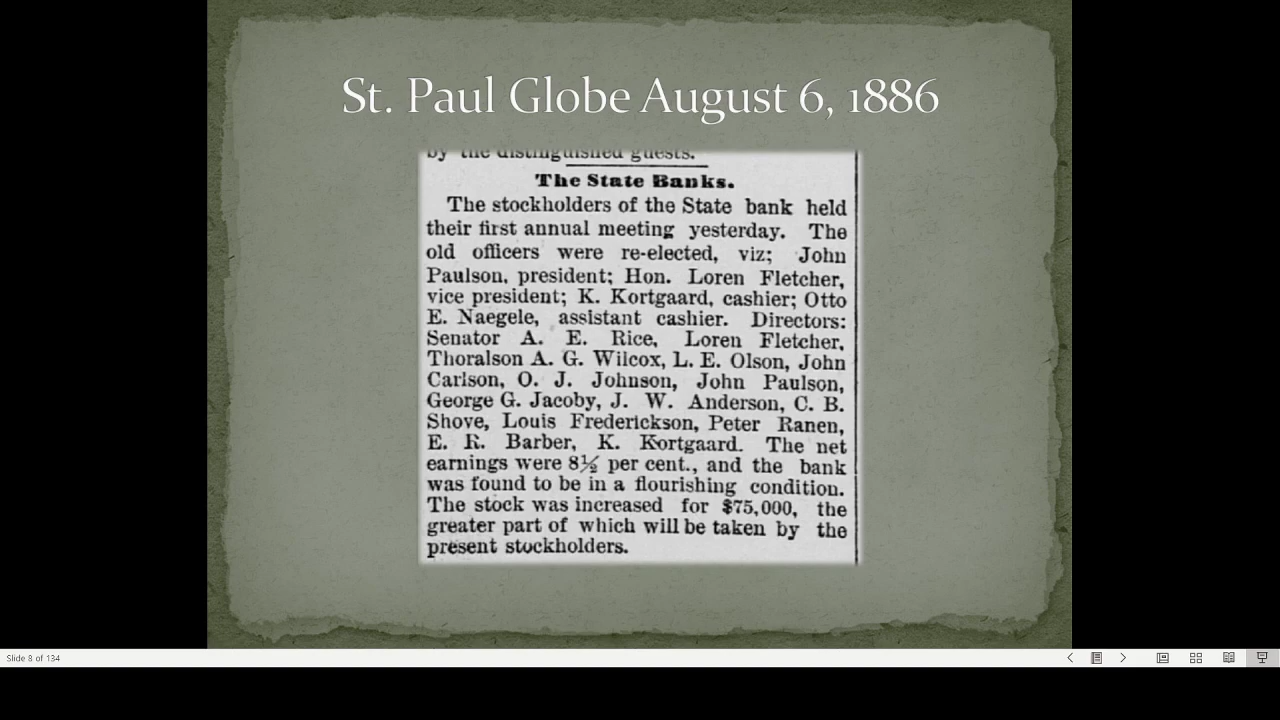 St. Paul Globe August 6, 1886
by the distinguished guests.
The State Banks.
The stockholders of the State bank held
their first annual meeting yesterday. The
old officers were re-elected, viz; John
Paulson, president; Hon. Loren Fletcher,
vice president; K. Kortgaard, cashier; Otto
E. Naegele, assistant cashier. Directors:
Senator A. E. Rice, Loren Fletcher,
Thoralson A. G. Wilcox, L. E. Olson, John
Carlson, O. J. Johnson, John Paulson,
George G. Jacoby, J. W. Anderson, C. B.
Shove, Louis Frederickson, Peter Ranen,
E. R. Barber, K. Kortgaard. The net
earnings were 8½ per cent., and the bank
was found to be in a flourishing condition.
The stock was increased for $75,000, the
greater part of which will be taken by the
present stockholders.
Slide 8 of 134